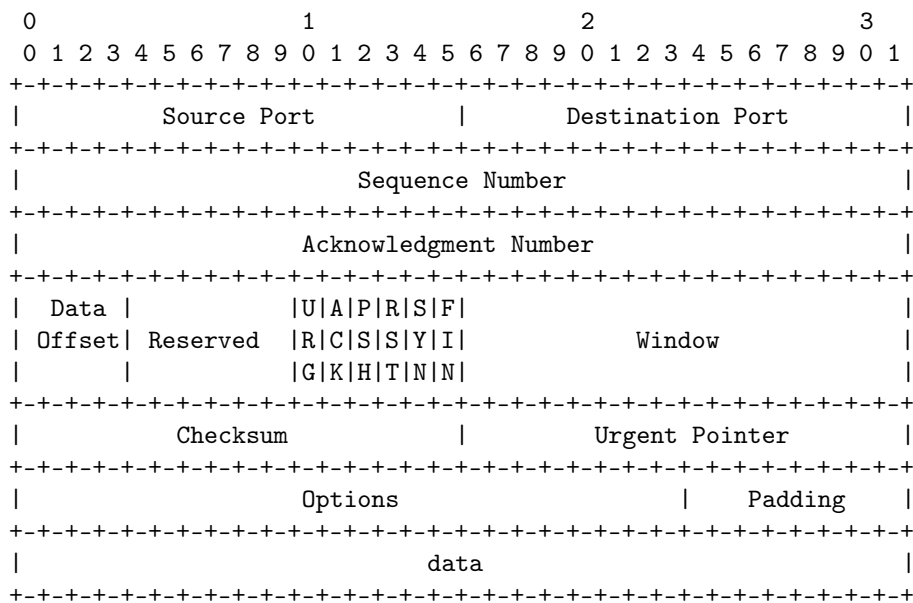 0                   1                   2                   3
0 1 2 3 4 5 6 7 8 9 0 1 2 3 4 5 6 7 8 9 0 1 2 3 4 5 6 7 8 9 0 1
+-+-+-+-+-+-+-+-+-+-+-+-+-+-+-+-+-+-+-+-+-+-+-+-+-+-+-+-+-+-+-+-+
|          Source Port          |       Destination Port        |
+-+-+-+-+-+-+-+-+-+-+-+-+-+-+-+-+-+-+-+-+-+-+-+-+-+-+-+-+-+-+-+-+
|                        Sequence Number                        |
+-+-+-+-+-+-+-+-+-+-+-+-+-+-+-+-+-+-+-+-+-+-+-+-+-+-+-+-+-+-+-+-+
|                    Acknowledgment Number                      |
+-+-+-+-+-+-+-+-+-+-+-+-+-+-+-+-+-+-+-+-+-+-+-+-+-+-+-+-+-+-+-+-+
|  Data |           |U|A|P|R|S|F|                               |
| Offset| Reserved  |R|C|S|S|Y|I|            Window             |
|       |           |G|K|H|T|N|N|                               |
+-+-+-+-+-+-+-+-+-+-+-+-+-+-+-+-+-+-+-+-+-+-+-+-+-+-+-+-+-+-+-+-+
|           Checksum            |         Urgent Pointer        |
+-+-+-+-+-+-+-+-+-+-+-+-+-+-+-+-+-+-+-+-+-+-+-+-+-+-+-+-+-+-+-+-+
|                    Options                    |    Padding    |
+-+-+-+-+-+-+-+-+-+-+-+-+-+-+-+-+-+-+-+-+-+-+-+-+-+-+-+-+-+-+-+-+
|                             data                              |
+-+-+-+-+-+-+-+-+-+-+-+-+-+-+-+-+-+-+-+-+-+-+-+-+-+-+-+-+-+-+-+-+